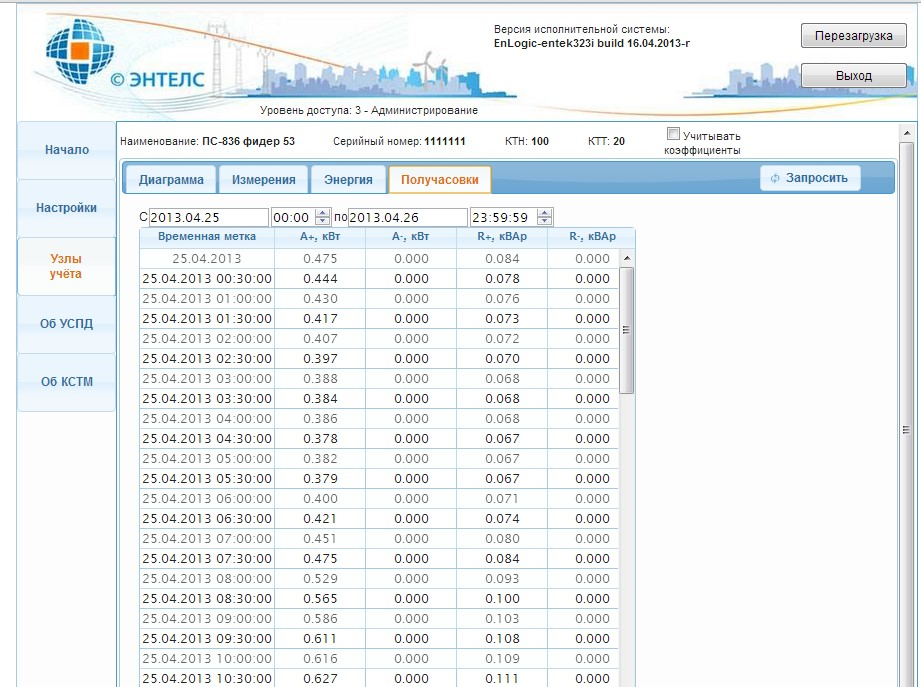 © ЭНТЕЛС
Версия исполнительной системы:
EnLogic-entek323i build 16.04.2013-r
Перезагрузка
Выход
Уровень доступа: 3 - Администрирование
Начало
Настройки
Узлы
учёта
Об УСПД
Об КСТМ
Наименование: ПС-836 фидер 53 Серийный номер: 1111111 КТН: 100 КТТ: 20 Учитывать
коэффициенты
Диаграмма Измерения Энергия Получасовки Запросить
С 2013.04.25 00:00 по 2013.04.26 23:59:59
Временная метка A+, кВт A-, кВт R+, кВАр R-, кВАр
25.04.2013 0.475 0.000 0.084 0.000
25.04.2013 00:30:00 0.444 0.000 0.078 0.000
25.04.2013 01:00:00 0.430 0.000 0.076 0.000
25.04.2013 01:30:00 0.417 0.000 0.073 0.000
25.04.2013 02:00:00 0.407 0.000 0.072 0.000
25.04.2013 02:30:00 0.397 0.000 0.070 0.000
25.04.2013 03:00:00 0.388 0.000 0.068 0.000
25.04.2013 03:30:00 0.384 0.000 0.068 0.000
25.04.2013 04:00:00 0.386 0.000 0.068 0.000
25.04.2013 04:30:00 0.378 0.000 0.067 0.000
25.04.2013 05:00:00 0.382 0.000 0.067 0.000
25.04.2013 05:30:00 0.379 0.000 0.067 0.000
25.04.2013 06:00:00 0.400 0.000 0.071 0.000
25.04.2013 06:30:00 0.421 0.000 0.074 0.000
25.04.2013 07:00:00 0.451 0.000 0.080 0.000
25.04.2013 07:30:00 0.475 0.000 0.084 0.000
25.04.2013 08:00:00 0.529 0.000 0.093 0.000
25.04.2013 08:30:00 0.565 0.000 0.100 0.000
25.04.2013 09:00:00 0.586 0.000 0.103 0.000
25.04.2013 09:30:00 0.611 0.000 0.108 0.000
25.04.2013 10:00:00 0.616 0.000 0.109 0.000
25.04.2013 10:30:00 0.627 0.000 0.111 0.000